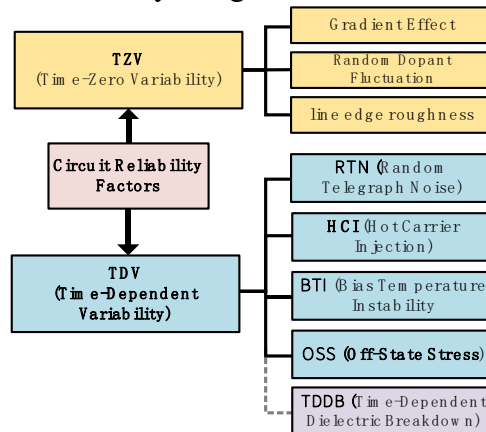 TZV
(Time-Zero Variability)
Gradient Effect
Random Dopant
Fluctuation
line edge roughness
Circuit Reliability
Factors
TDV
(Time-Dependent
Variability)
RTN (Random
Telegraph Noise)
HCI (Hot Carrier
Injection)
BTI (Bias Temperature
Instability
OSS (Off-State Stress)
TDDB (Time-Dependent
Dielectric Breakdown)